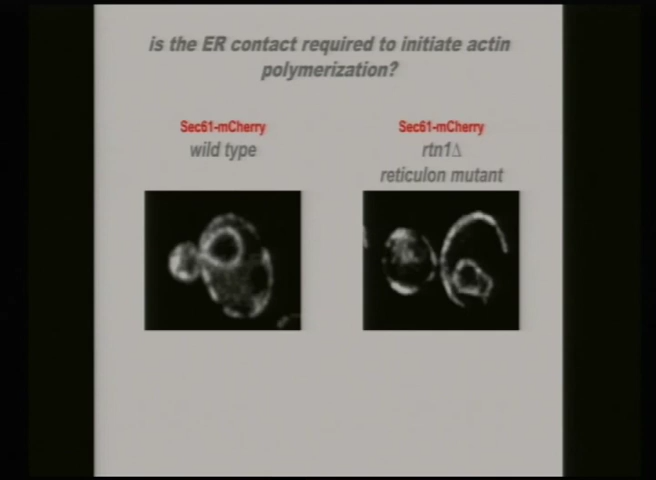 is the ER contact required to initiate actin
polymerization?
Sec61-mCherry
wild type
Sec61-mCherry
rtn1Δ
reticulon mutant